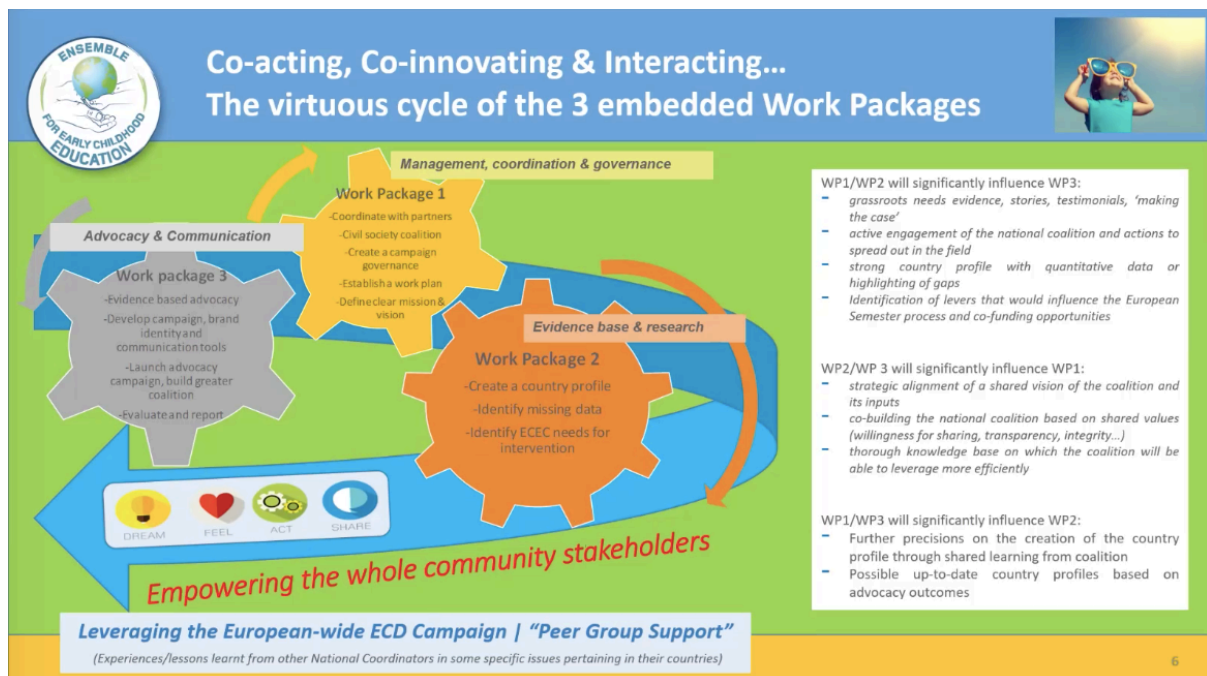 ENSEMBLE
FOR EARLY CHILDHOOD
EDUCATION
Co-acting, Co-innovating & Interacting…
The virtuous cycle of the 3 embedded Work Packages
Management, coordination & governance
Work Package 1
-Coordinate with partners
-Civil society coalition
-Create a campaign
governance
-Establish a work plan
-Define clear mission &
vision
Advocacy & Communication
Work package 3
-Evidence based advocacy
-Develop campaign, brand
identity and
communication tools
-Launch advocacy
campaign, build greater
coalition
-Evaluate and report
Evidence base & research
Work Package 2
-Create a country profile
-Identify missing data
-Identify ECEC needs for
intervention
DREAM
FEEL
ACT
SHARE
Empowering the whole community stakeholders
Leveraging the European-wide ECD Campaign | “Peer Group Support”
(Experiences/lessons learnt from other National Coordinators in some specific issues pertaining in their countries)
WP1/WP2 will significantly influence WP3:
- grassroots needs evidence, stories, testimonials, ‘making
the case’
- active engagement of the national coalition and actions to
spread out in the field
- strong country profile with quantitative data or
highlighting of gaps
- Identification of levers that would influence the European
Semester process and co-funding opportunities
WP2/WP 3 will significantly influence WP1:
- strategic alignment of a shared vision of the coalition and
its inputs
- co-building the national coalition based on shared values
(willingness for sharing, transparency, integrity…)
- thorough knowledge base on which the coalition will be
able to leverage more efficiently
WP1/WP3 will significantly influence WP2:
- Further precisions on the creation of the country
profile through shared learning from coalition
- Possible up-to-date country profiles based on
advocacy outcomes
6